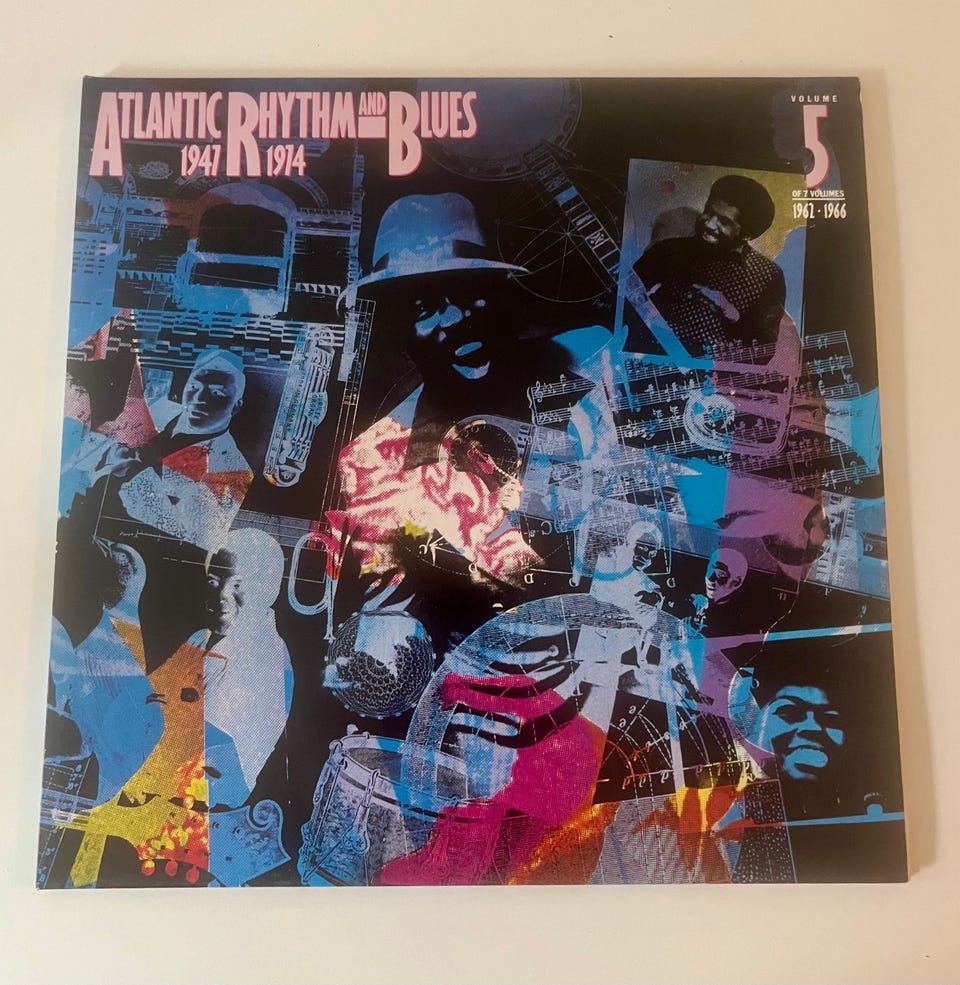 ATLANTIC RHYTHM AND BLUES
1947 1974
VOLUME
5
OF 7 VOLUMES
1962 - 1966